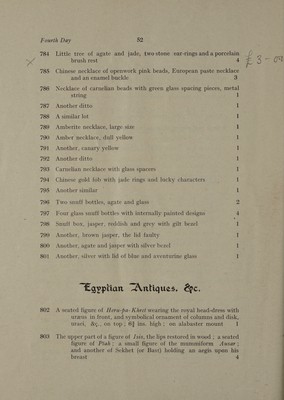 Fourth Day 52
784 Little tree of agate and jade, two stone ear-rings and a porcelain
brush rest 4
785 Chinese necklace of openwork pink beads, European paste necklace
and an enamel buckle 3
786 Necklace of carnelian beads with green glass spacing pieces, metal
string 1
787 Another ditto 1
788 A similar lot 1
789 Amberite necklace, large size 1
790 Amber necklace, dull yellow 1
791 Another, canary yellow 1
792 Another ditto 1
793 Carnelian necklace with glass spacers 1
794 Chinese gold fob with jade rings and lucky characters 1
795 Another similar 1
796 Two snuff bottles, agate and glass 2
797 Four glass snuff bottles with internally painted designs 4
798 Snuff box, jasper, reddish and grey with gilt bezel 1
799 Another, brown jasper, the lid faulty 1
800 Another, agate and jasper with silver bezel 1
801 Another, silver with lid of blue and aventurine glass 1
Egyptian Antiques, &c.
802 A seated figure of Horu-pa-Khrei wearing the royal head-dress with
uræus in front, and symbolical ornament of columns and disk,
uraei, &c., on top; 6¾ ins. high; on alabaster mount 1
803 The upper part of a figure of Isis, the lips restored in wood; a seated
figure of Ptah; a small figure of the mummiform
and another of Sekhet (or Bast) holding an aegis upon his
breast 4